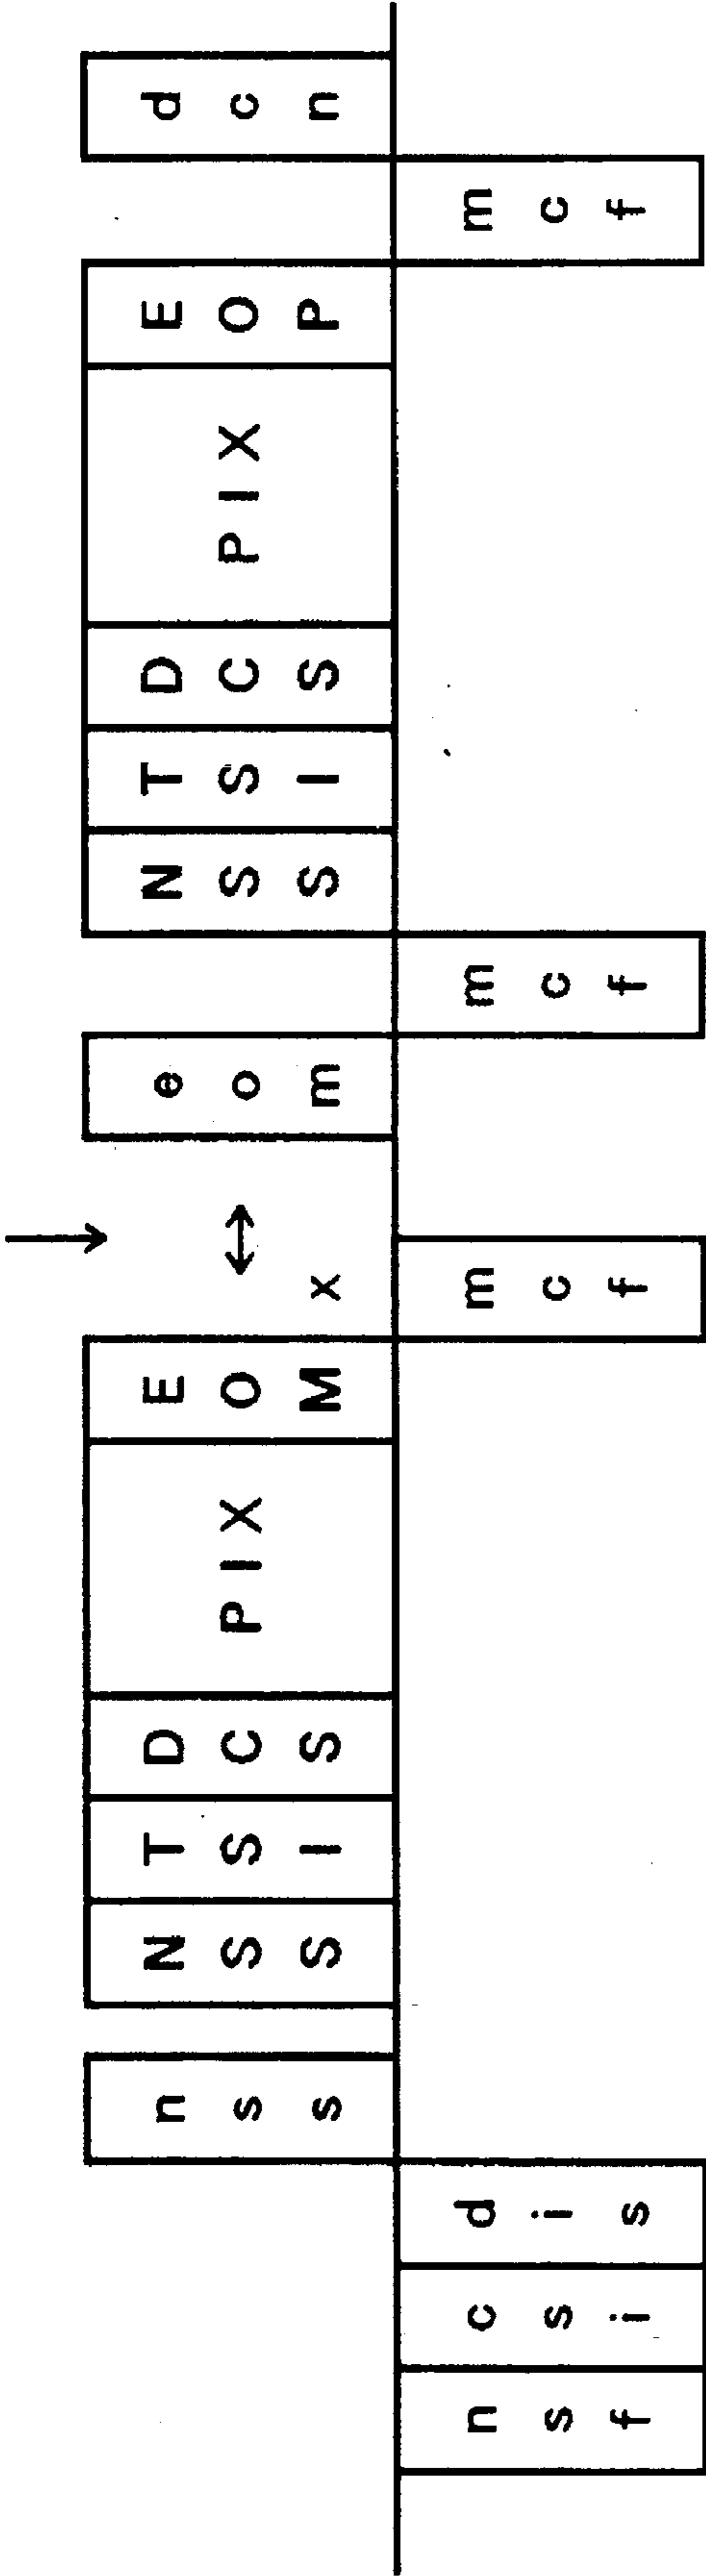 nsf
csi
dis
nss
NSS
TSI
DCS
PIX
EOM
x
mcf
eom
mcf
NSS
TSI
DCS
PIX
EOP
mcf
dcn